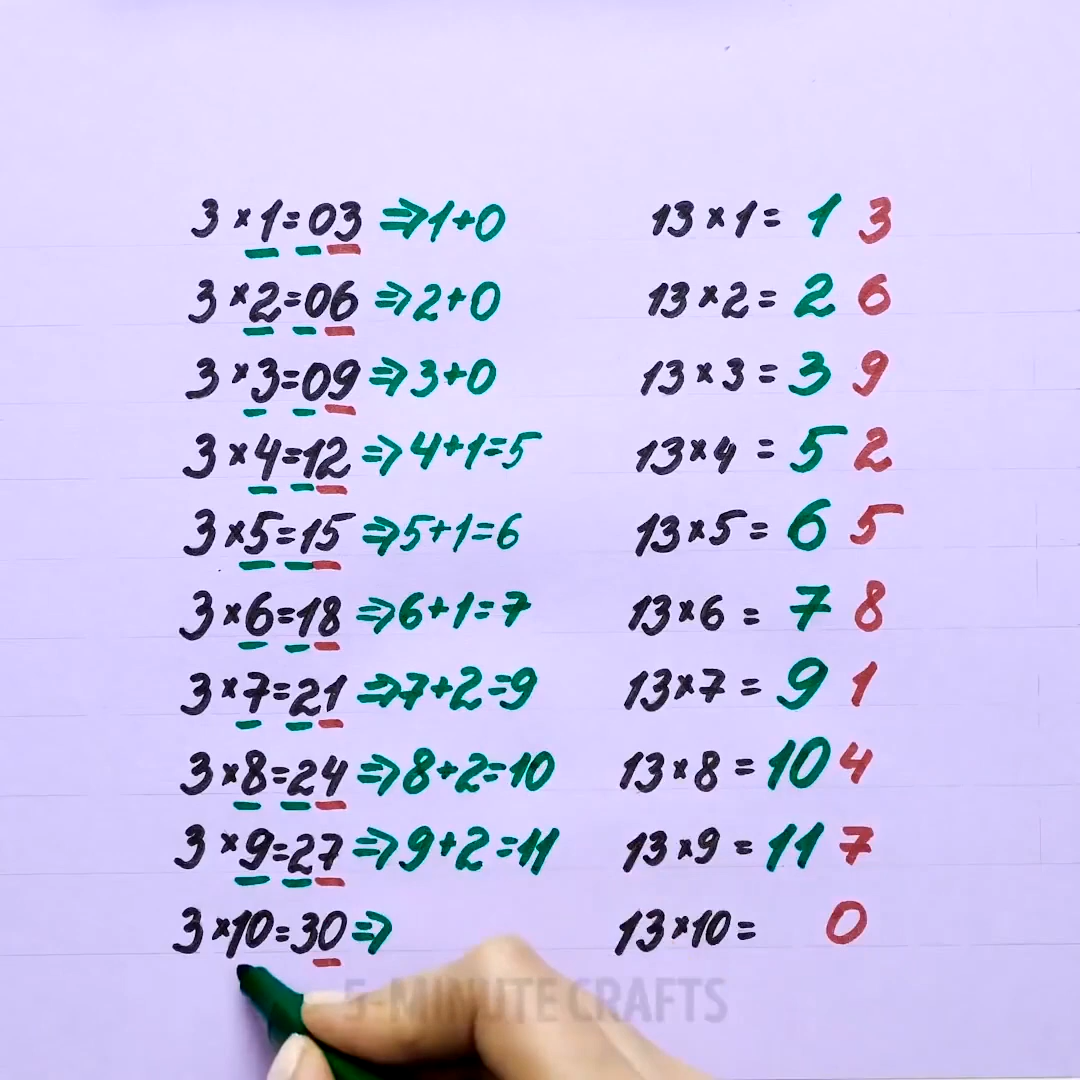 3×1=03 ⇒1+0 13×1= 1 3
3×2=06 ⇒2+0 13×2= 2 6
3×3=09 ⇒3+0 13×3= 3 9
3×4=12 ⇒4+1=5 13×4= 5 2
3×5=15 ⇒5+1=6 13×5= 6 5
3×6=18 ⇒6+1=7 13×6= 7 8
3×7=21 ⇒7+2=9 13×7= 9 1
3×8=24 ⇒8+2=10 13×8= 10 4
3×9=27 ⇒9+2=11 13×9= 11 7
3×10=30 ⇒ 13×10= 0
5-MINUTE CRAFTS